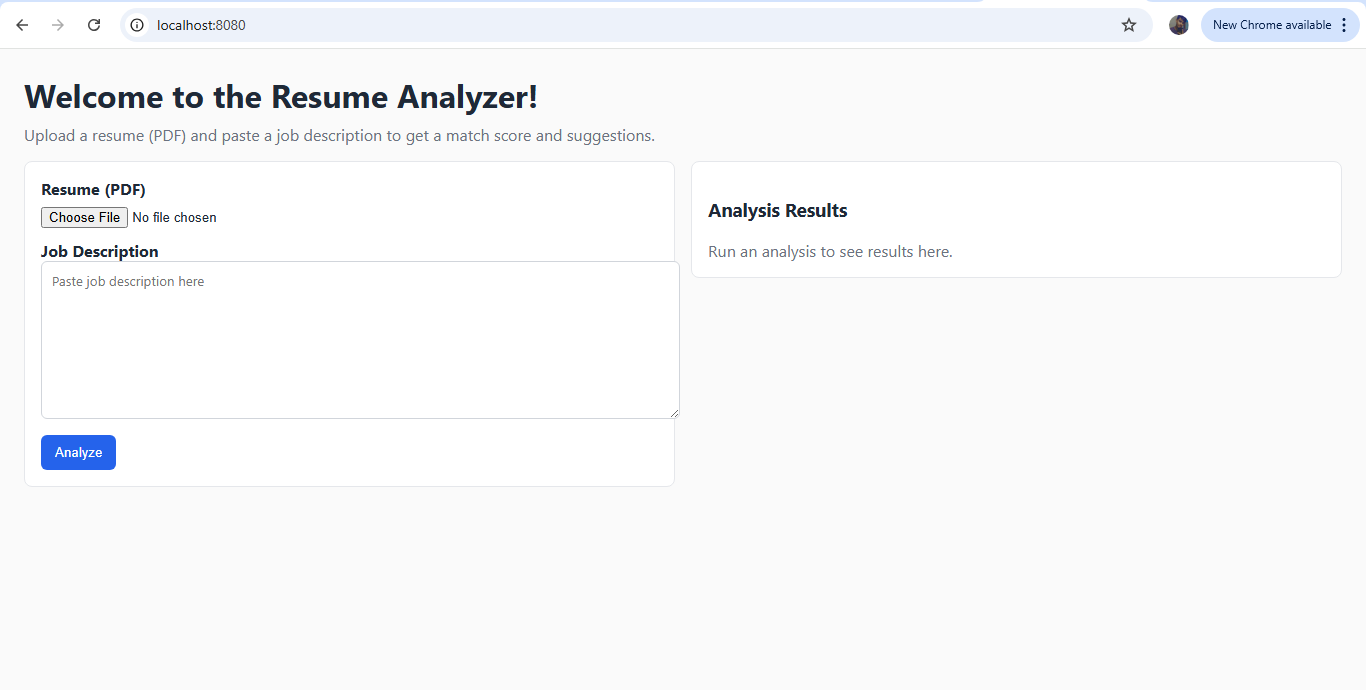 localhost:8080
New Chrome available
Welcome to the Resume Analyzer!
Upload a resume (PDF) and paste a job description to get a match score and suggestions.
Resume (PDF)
Choose File No file chosen
Job Description
Paste job description here
Analyze
Analysis Results
Run an analysis to see results here.